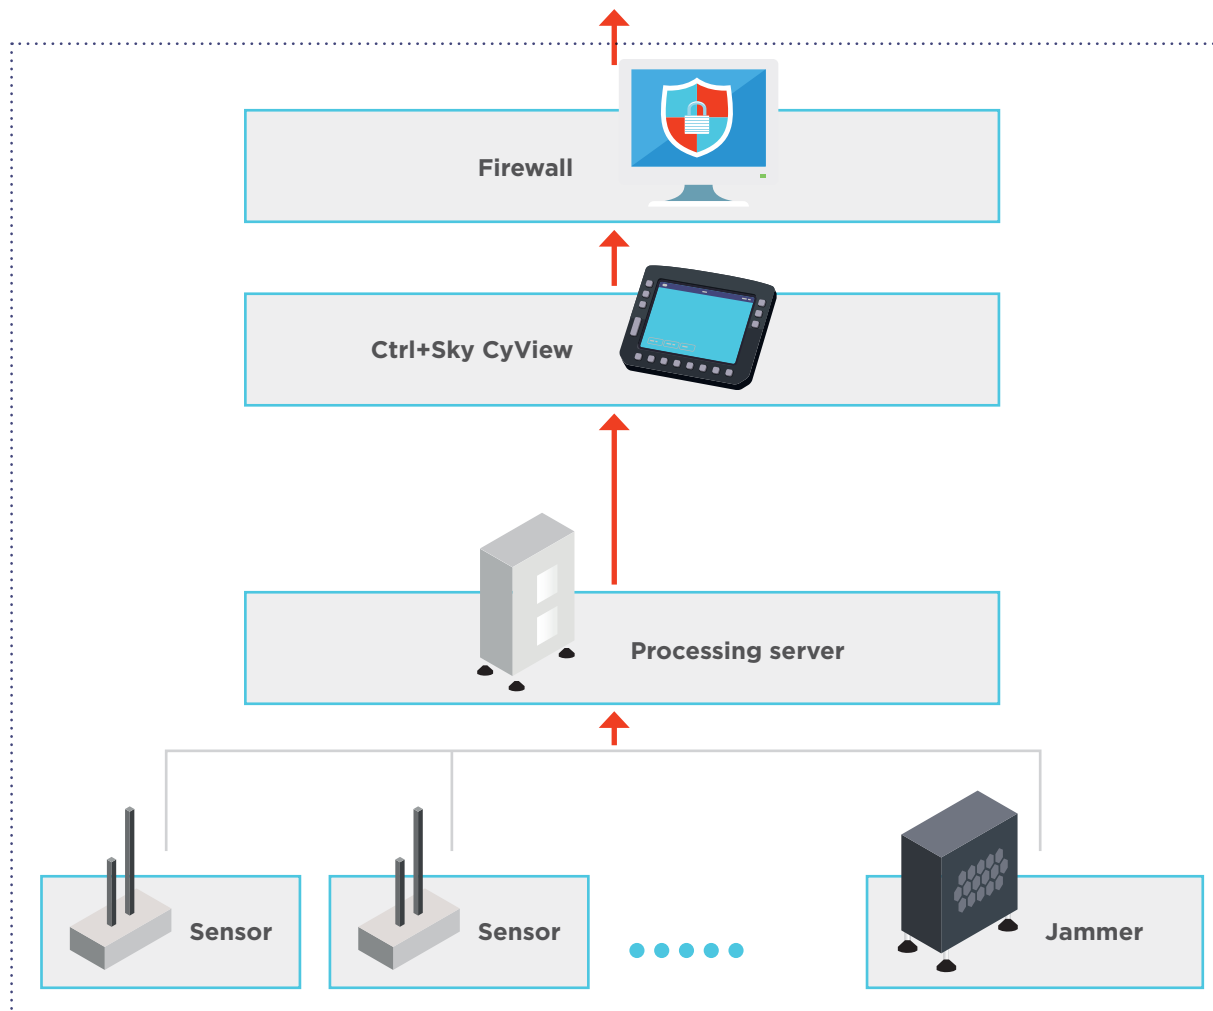 Firewall
Ctrl+Sky CyView
Processing server
Sensor
Sensor
Jammer